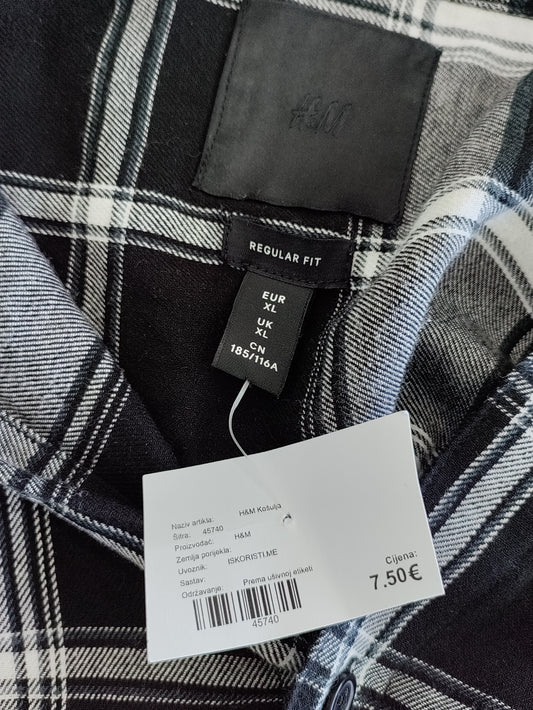 H&M
REGULAR FIT
EUR
XL
UK
XL
CN
185/116A
Naziv artikla: H&M Košulja
Šifra: 45740
Proizvođač: H&M
Zemlja porijekla:
Uvoznik: ISKORISTI.ME
Sastav:
Održavanje: Prema ušivnoj etiketi
45740
Cijena:
7.50€